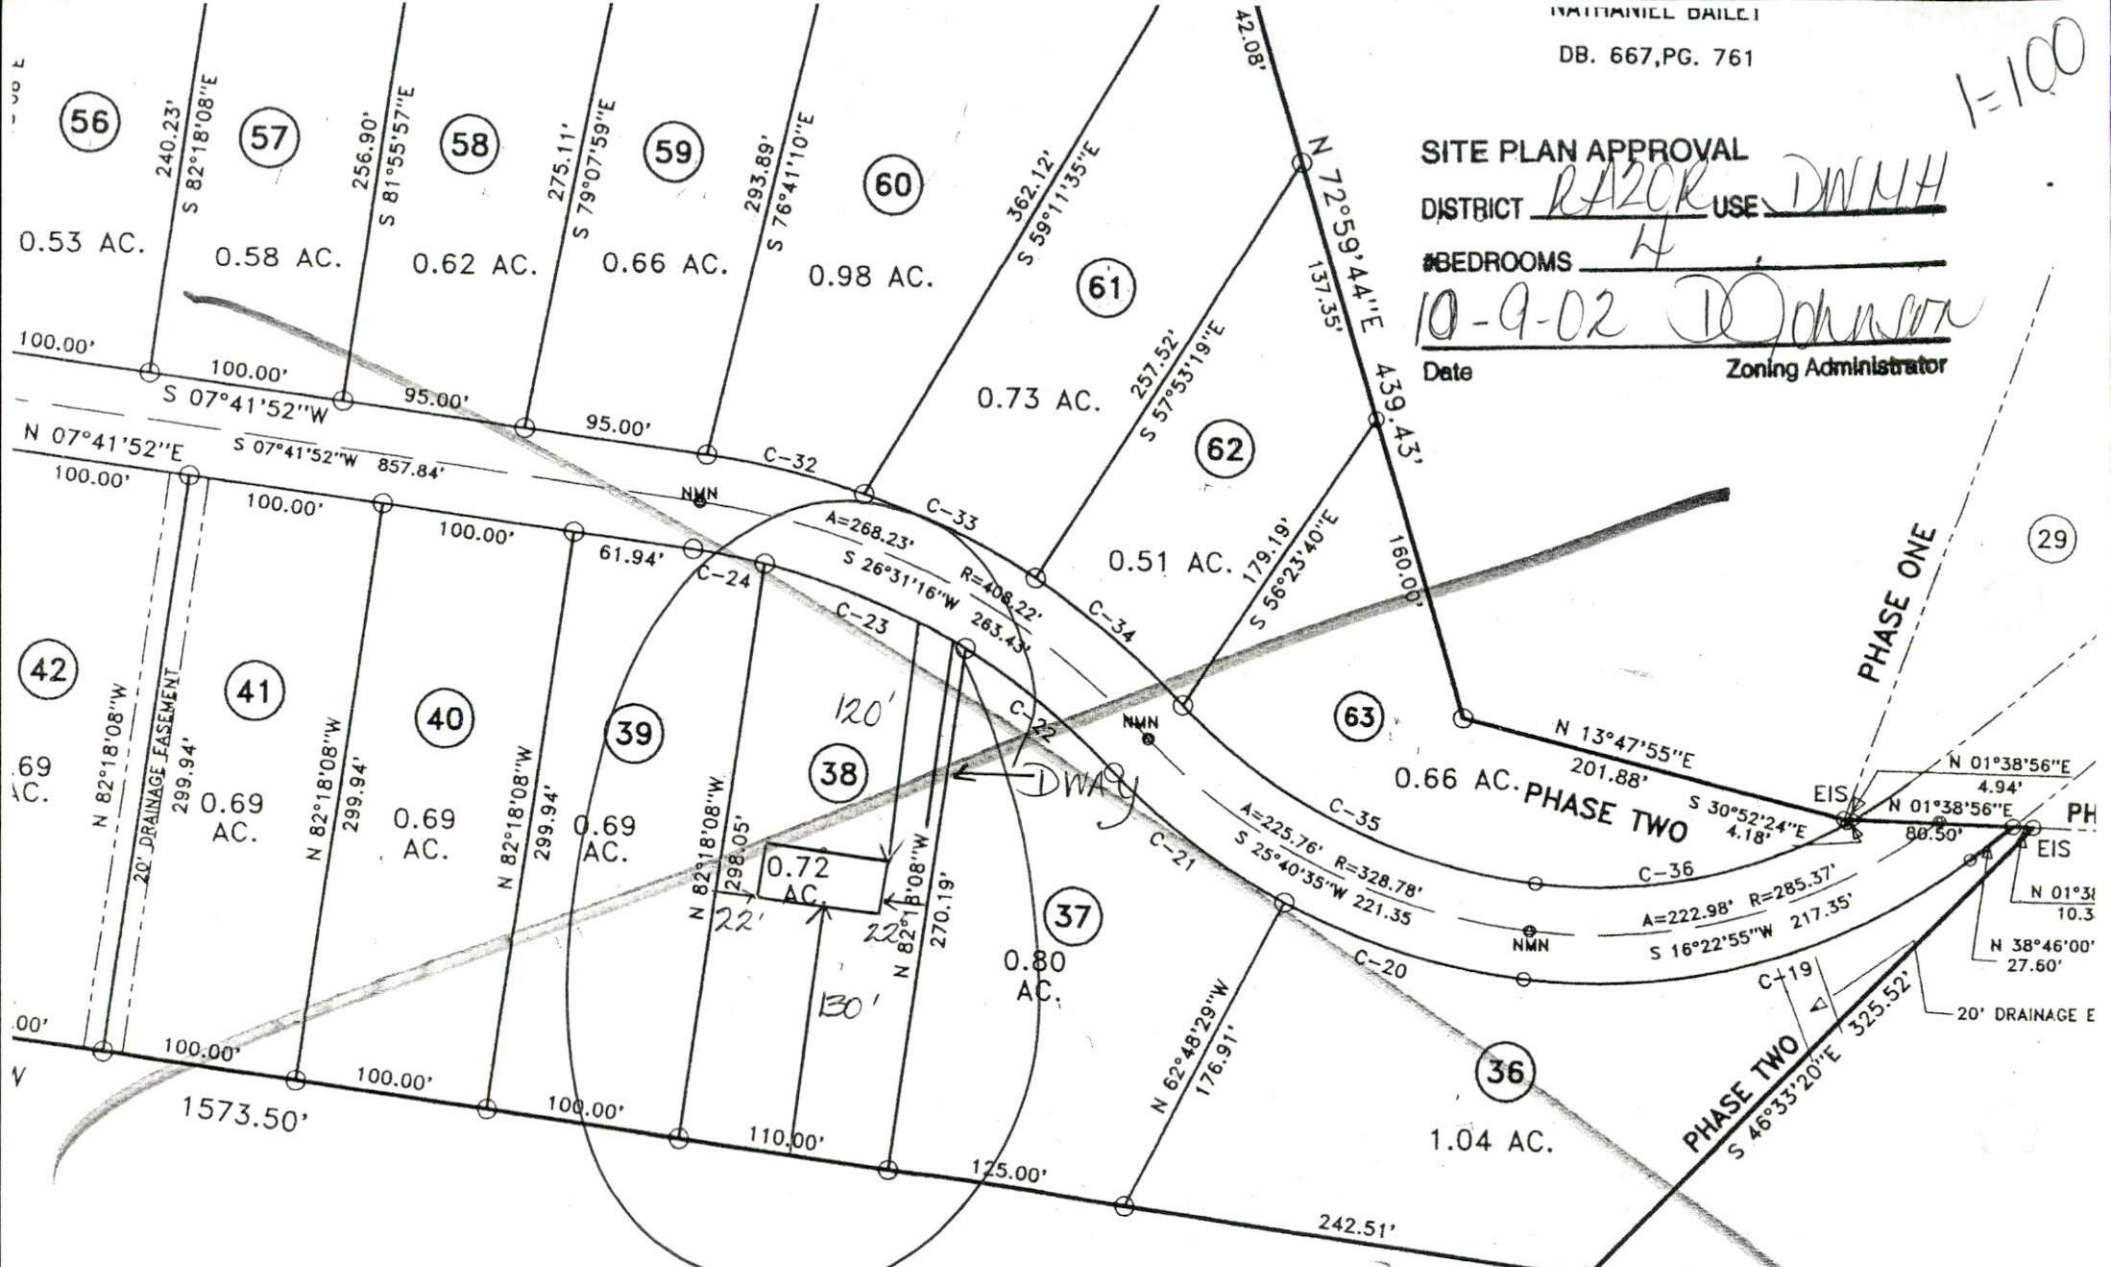 DB. 667,PG. 761
1=100
SITE PLAN APPROVAL
DISTRICT RA20R USE DWMH
#BEDROOMS 4
10-9-02 D Johnson
Date Zoning Administrator
56
0.53 AC.
240.23'
S 82°18'08"E
57
0.58 AC.
256.90'
S 81°55'57"E
58
0.62 AC.
275.11'
S 79°07'59"E
59
0.66 AC.
293.89'
S 76°41'10"E
60
0.98 AC.
362.12'
S 59°11'35"E
61
0.73 AC.
257.52'
S 57°53'19"E
62
0.51 AC.
179.19'
S 56°23'40"E
42.08'
N 72°59'44"E 439.43'
137.35'
160.00'
63
0.66 AC.
PHASE TWO
N 13°47'55"E
201.88'
PHASE ONE
29
EIS
S 30°52'24"E
4.18'
N 01°38'56"E
4.94'
N 01°38'56"E
80.50'
PH
EIS
N 01°38
10.3
N 38°46'00'
27.60'
20' DRAINAGE E
100.00'
100.00'
95.00'
95.00'
C-32
C-33
C-34
C-35
C-36
S 07°41'52"W
N 07°41'52"E
S 07°41'52"W 857.84'
NMN
A=268.23' R=408.22'
S 26°31'16"W 263.43'
NMN
A=225.76' R=328.78'
S 25°40'35"W 221.35
NMN
A=222.98' R=285.37'
S 16°22'55"W 217.35'
100.00'
100.00'
100.00'
61.94'
C-24
C-23
C-22
C-21
C-20
C-19
42
.69
AC.
N 82°18'08"W
20' DRAINAGE EASEMENT
299.94'
41
0.69
AC.
N 82°18'08"W
299.94'
40
0.69
AC.
N 82°18'08"W
299.94'
39
0.69
AC.
N 82°18'08"W
298.05'
38
120'
0.72
AC.
22'
22'
130'
DWAY
N 82°18'08"W
270.19'
37
0.80
AC.
N 62°48'29"W
176.91'
36
1.04 AC.
PHASE TWO
S 46°33'20"E 325.52'
.00'
100.00'
100.00'
100.00'
110.00'
125.00'
242.51'
1573.50'